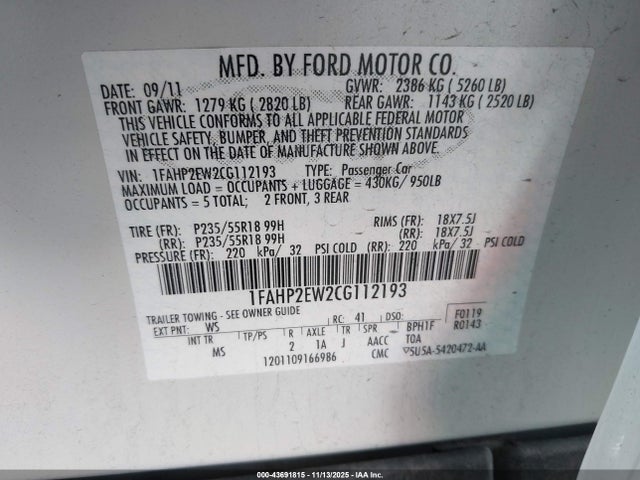 MFD. BY FORD MOTOR CO.
DATE: 09/11 GVWR: 2386 KG ( 5260 LB)
FRONT GAWR: 1279 KG ( 2820 LB) REAR GAWR: 1143 KG ( 2520 LB)
THIS VEHICLE CONFORMS TO ALL APPLICABLE FEDERAL MOTOR
VEHICLE SAFETY, BUMPER, AND THEFT PREVENTION STANDARDS
IN EFFECT ON THE DATE OF MANUFACTURE SHOWN ABOVE.
VIN: 1FAHP2EW2CG112193 TYPE: Passenger Car
MAXIMUM LOAD = OCCUPANTS + LUGGAGE = 430KG/ 950LB
OCCUPANTS = 5 TOTAL: 2 FRONT, 3 REAR
TIRE (FR): P235/55R18 99H RIMS (FR): 18X7.5J
(RR): P235/55R18 99H (RR): 18X7.5J
PRESSURE (FR): 220 kPa/ 32 PSI COLD (RR): 220 kPa/ 32 PSI COLD
1FAHP2EW2CG112193
TRAILER TOWING - SEE OWNER GUIDE RC: 41 DSO: F0119
EXT PNT: WS BPH1F R0143
INT TR TP/PS R AXLE TR SPR TOA
MS 2 1A J AACC
1201109166986 CMC 5U5A-5420472-AA
00-43691815 - 11/13/2025 - IAA Inc.